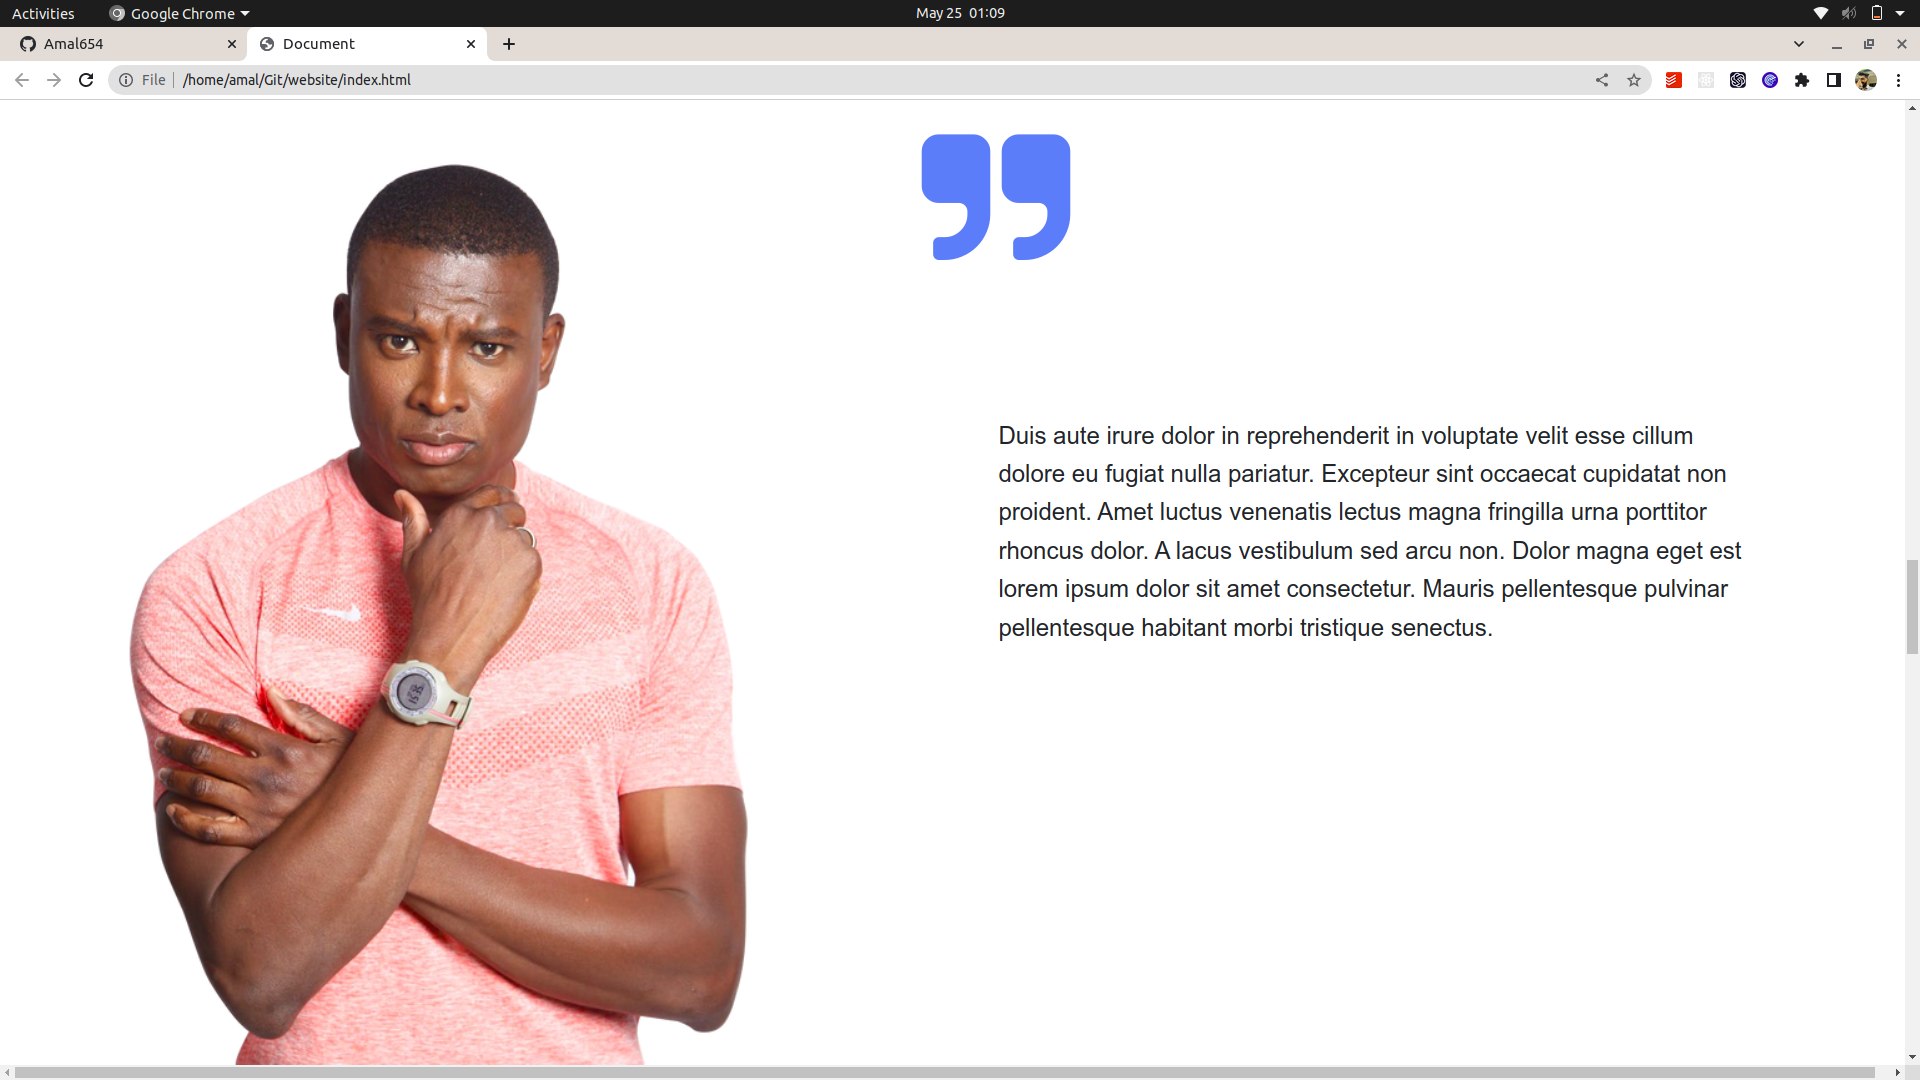 Activities
Google Chrome
May 25 01:09
Amal654
Document
File
/home/amal/Git/website/index.html
Duis aute irure dolor in reprehenderit in voluptate velit esse cillum
dolore eu fugiat nulla pariatur. Excepteur sint occaecat cupidatat non
proident. Amet luctus venenatis lectus magna fringilla urna porttitor
rhoncus dolor. A lacus vestibulum sed arcu non. Dolor magna eget est
lorem ipsum dolor sit amet consectetur. Mauris pellentesque pulvinar
pellentesque habitant morbi tristique senectus.